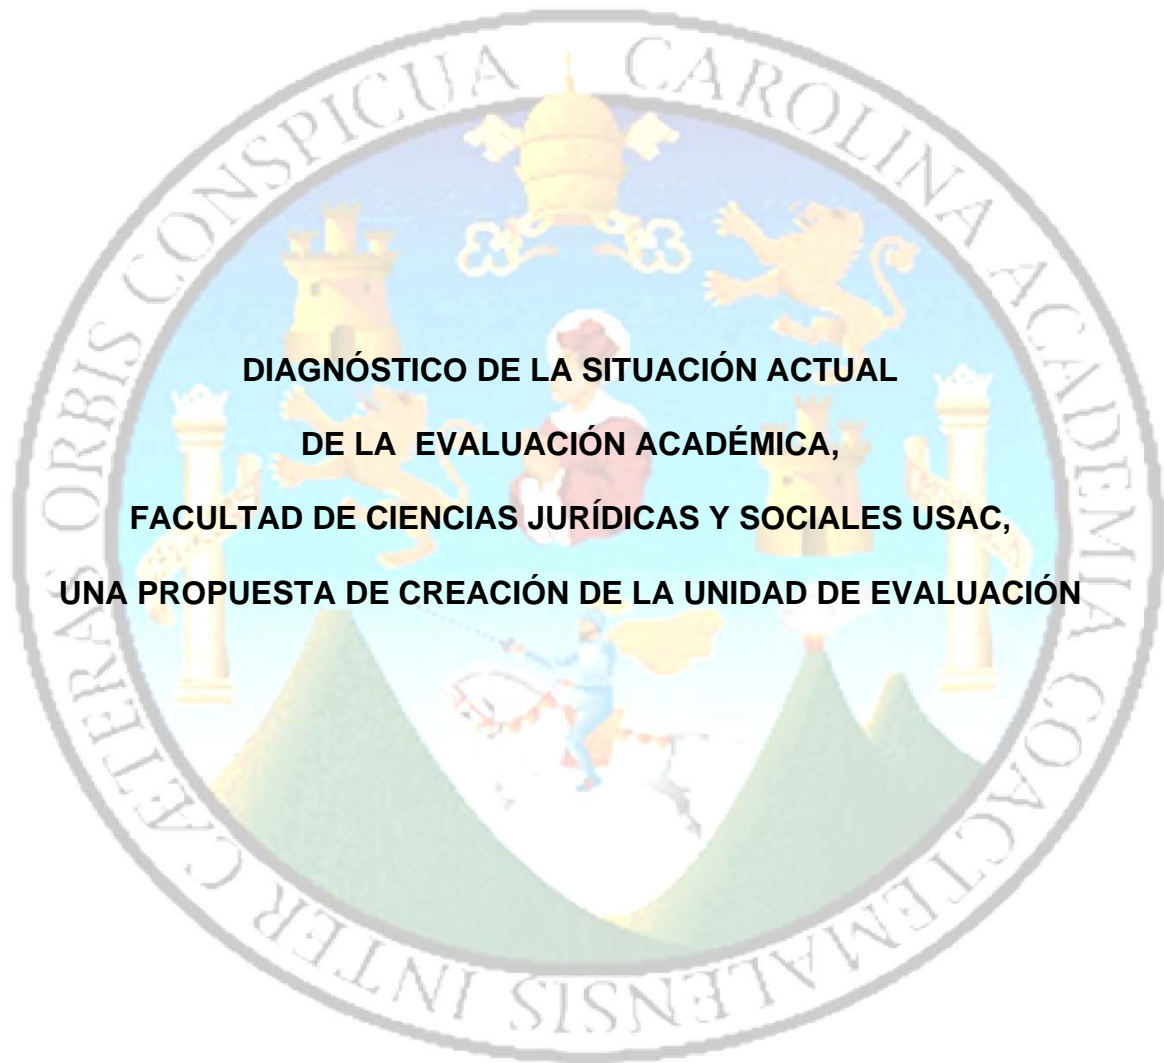 CAROLINA ACADEMIA COACTEMALENSIS INTER CÆTERAS ORBIS CONSPICUA
DIAGNÓSTICO DE LA SITUACIÓN ACTUAL
DE LA EVALUACIÓN ACADÉMICA,
FACULTAD DE CIENCIAS JURÍDICAS Y SOCIALES USAC,
UNA PROPUESTA DE CREACIÓN DE LA UNIDAD DE EVALUACIÓN